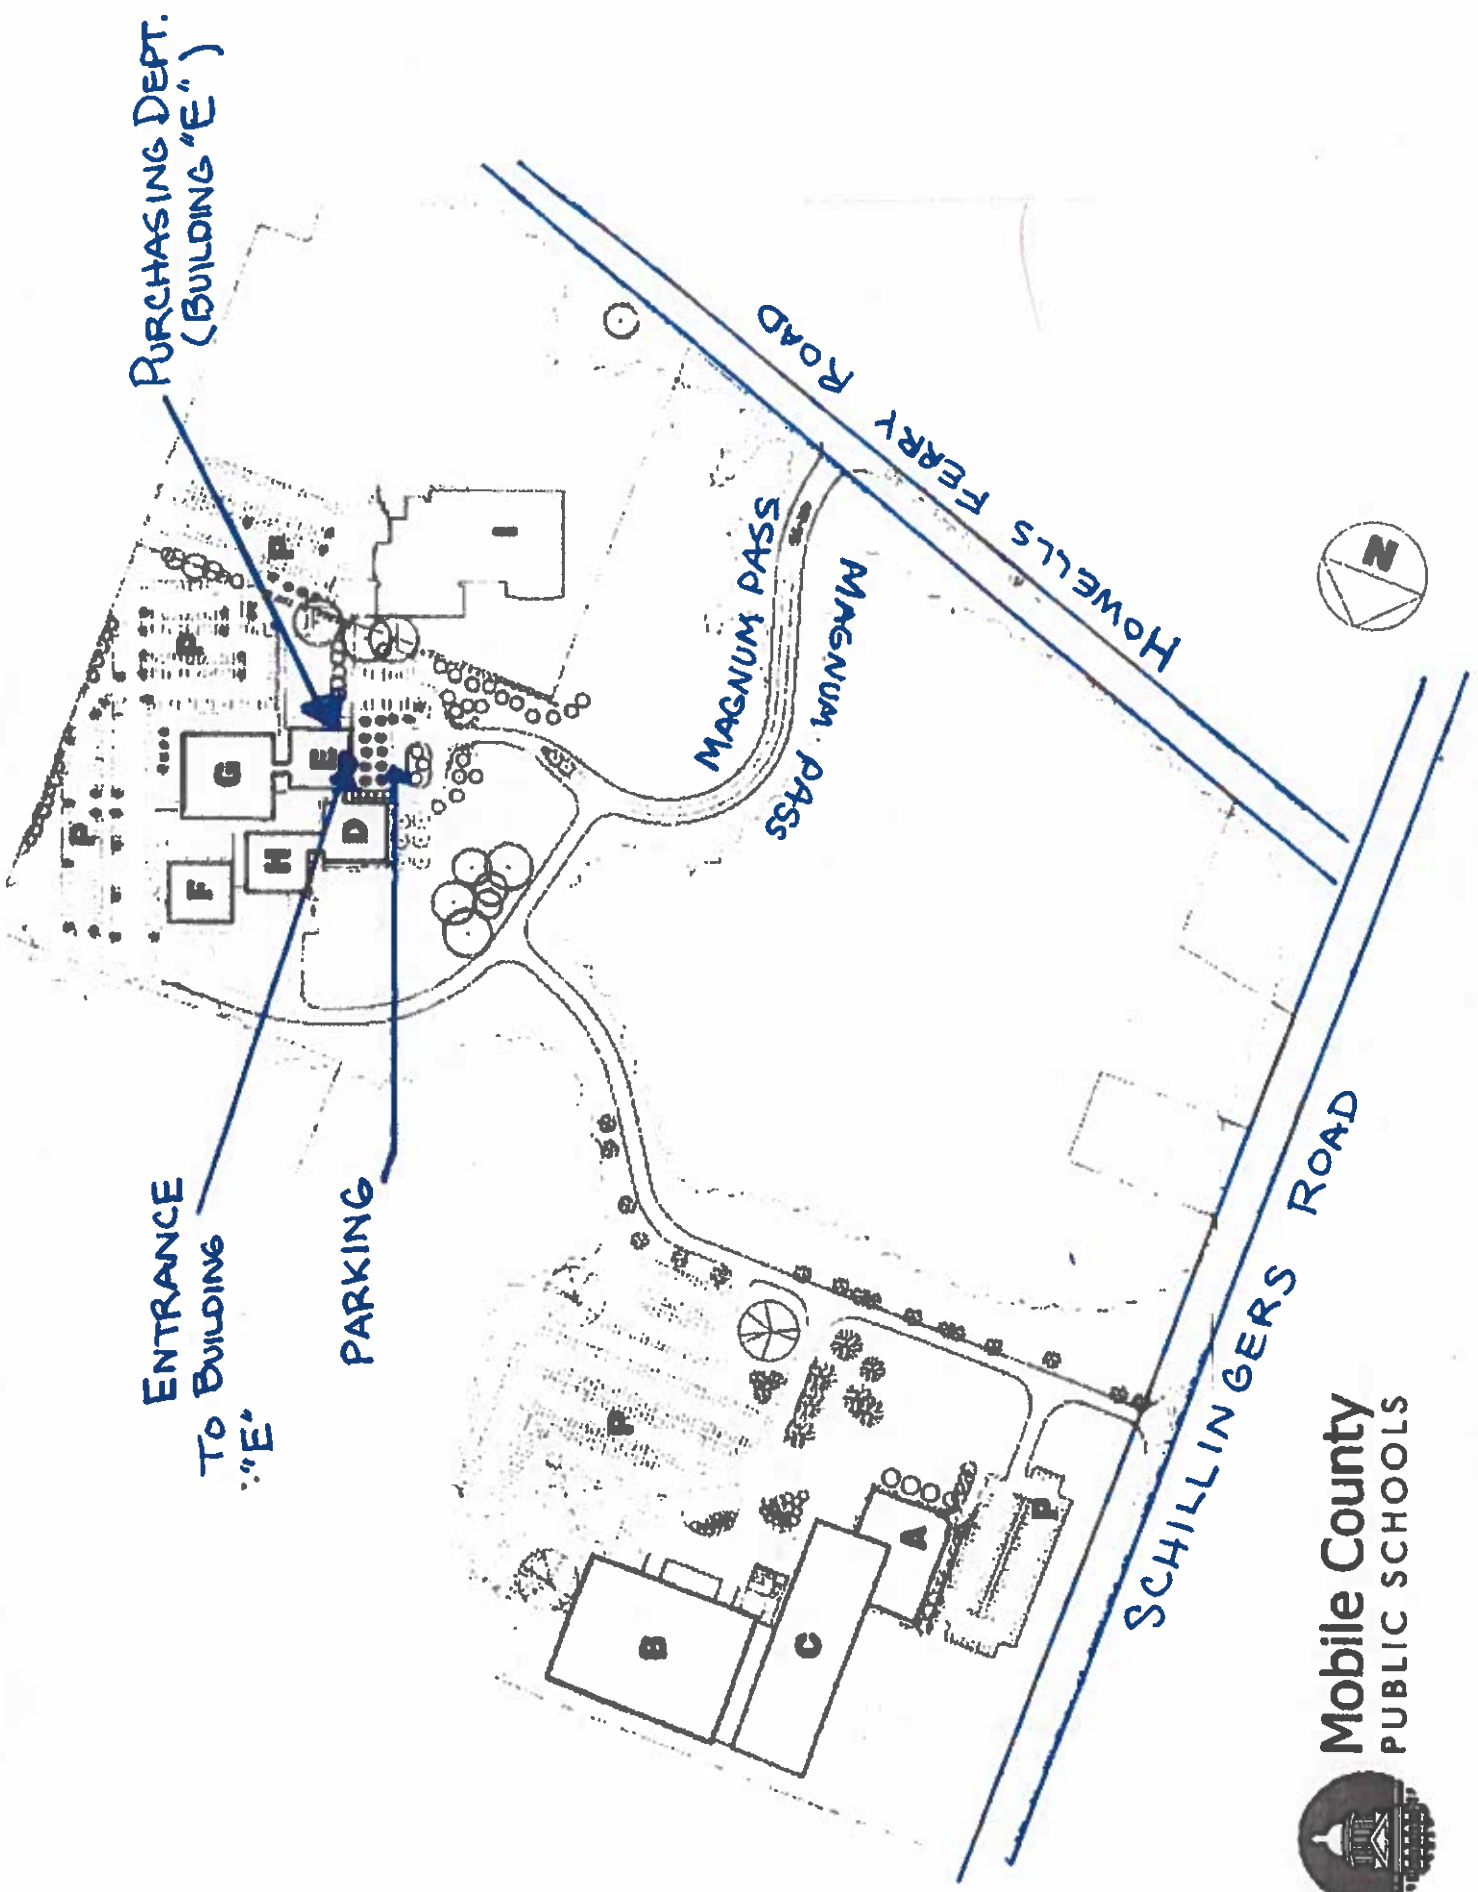 PURCHASING DEPT.
(BUILDING "E")
ENTRANCE
TO BUILDING
"E"
PARKING
MAGNUM PASS
MAGNUM PASS
HOWELLS FERRY ROAD
SCHILLINGERS ROAD
P
P
P
G
E
D
H
F
I
N
P
B
C
A
P
Mobile County
PUBLIC SCHOOLS